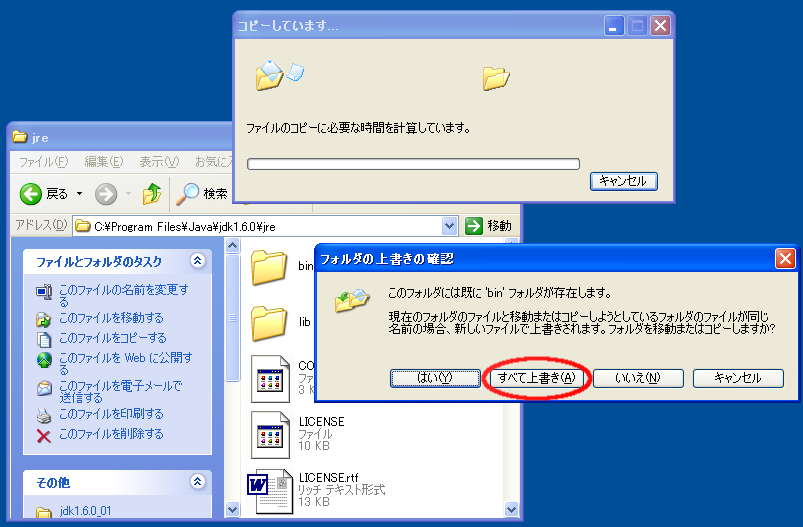 コピーしています...
ファイルのコピーに必要な時間を計算しています。
キャンセル
jre
ファイル(F) 編集(E) 表示(V) お気に入
戻る 検索
アドレス(D) C:¥Program Files¥Java¥jdk1.6.0¥jre 移動
ファイルとフォルダのタスク
このファイルの名前を変更す
る
このファイルを移動する
このファイルをコピーする
このファイルを Web に公開す
る
このファイルを電子メールで
送信する
このファイルを印刷する
このファイルを削除する
その他
jdk1.6.0_01
bin
lib
CO
ファ
3 K
LICENSE
ファイル
10 KB
LICENSE.rtf
リッチ テキスト形式
13 KB
フォルダの上書きの確認
このフォルダには既に 'bin' フォルダが存在します。
現在のフォルダのファイルと移動またはコピーしようとしているフォルダのファイルが同じ
名前の場合、新しいファイルで上書きされます。フォルダを移動またはコピーしますか?
はい(Y) すべて上書き(A) いいえ(N) キャンセル